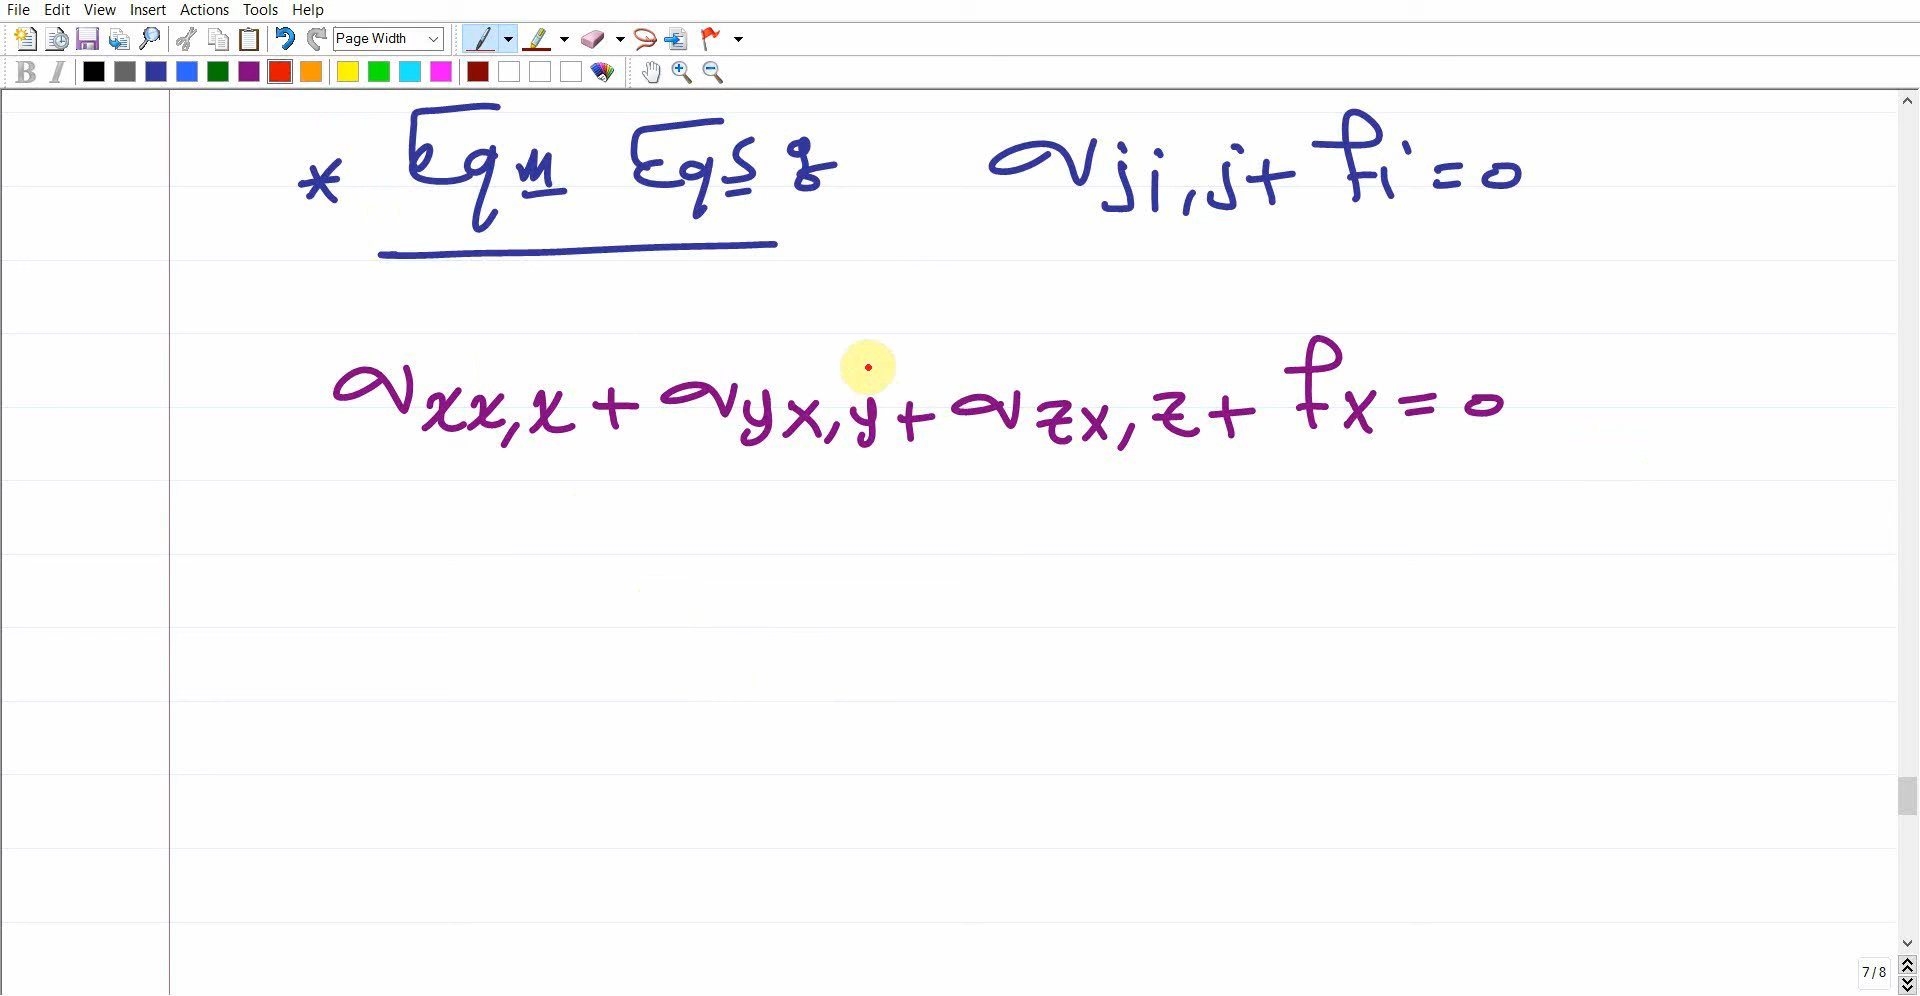 File Edit View Insert Actions Tools Help
Page Width
B I
* Eqm Eqs σji,j + fi = 0
σxx,x + σyx,y + σzx,z + fx = 0
7/8